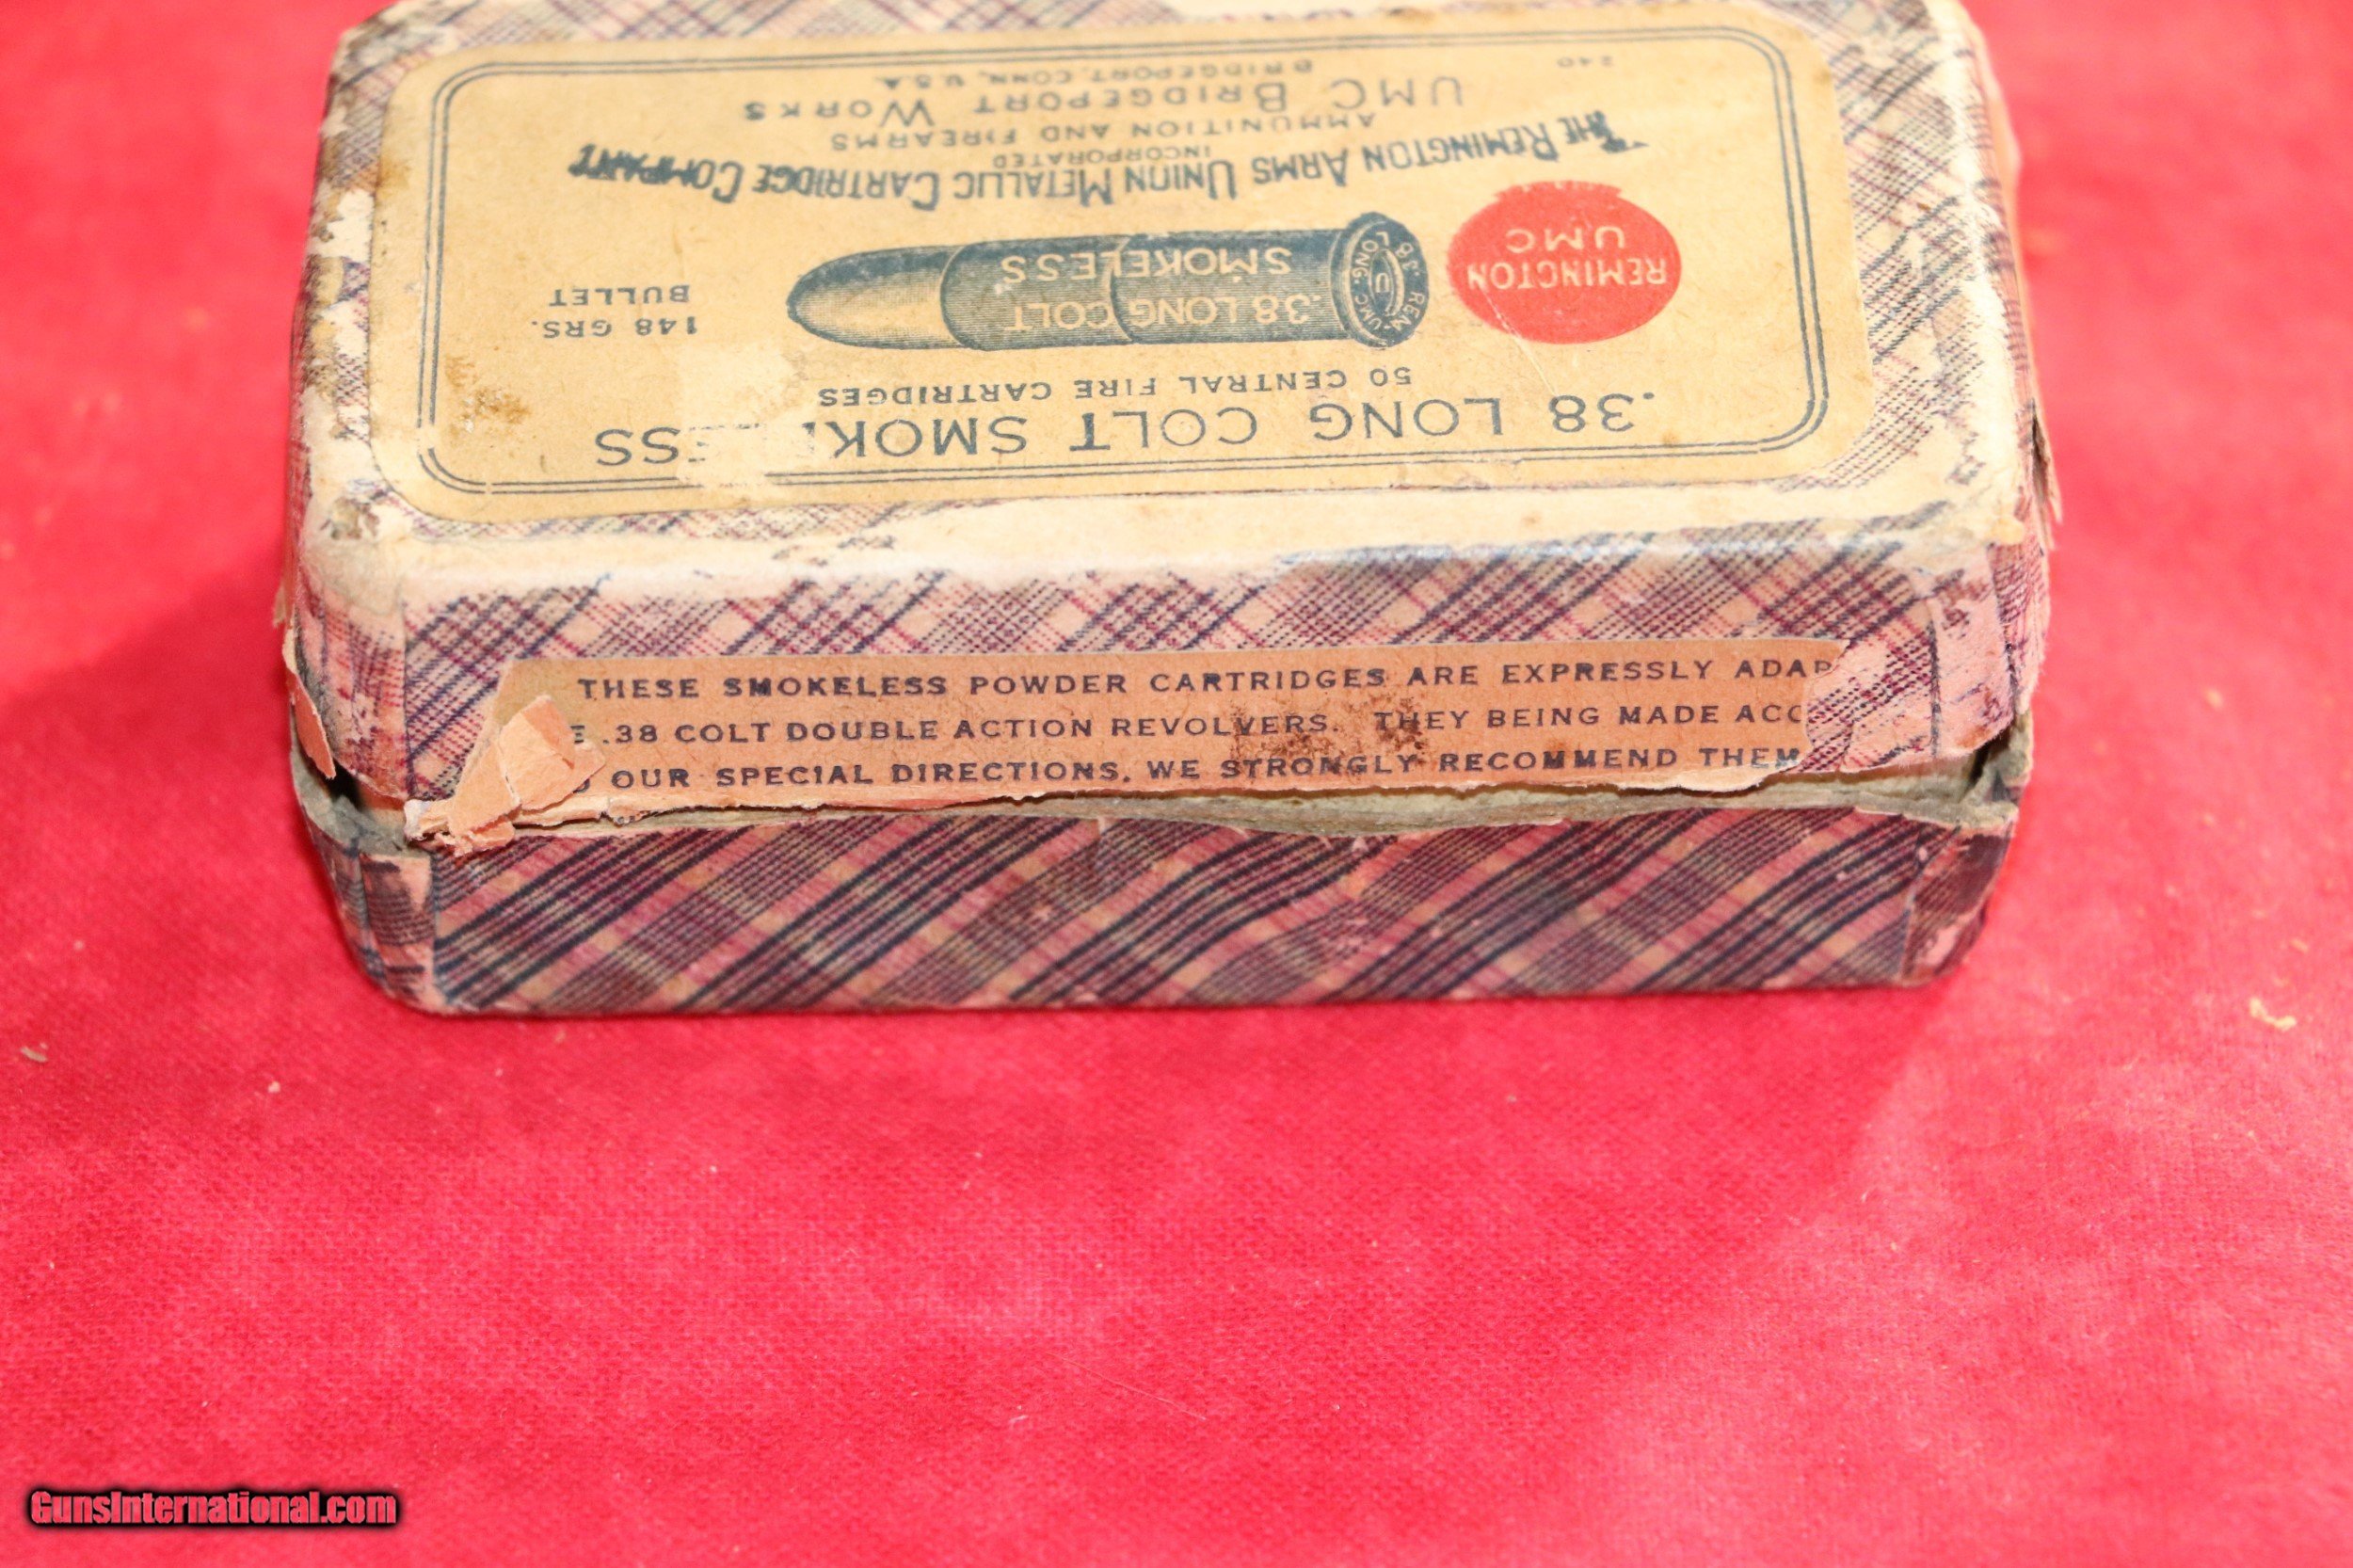 .38 LONG COLT SMOK ESS
50 CENTRAL FIRE CARTRIDGES
REMINGTON
UMC
.38 LONG COLT
SMOKELESS
REM-UMC
.38 LONG
U
148 GRS.
BULLET
THE REMINGTON ARMS UNION METALLIC CARTRIDGE COMPANY
INCORPORATED
AMMUNITION AND FIREARMS
UMC BRIDGEPORT WORKS
BRIDGEPORT, CONN., U.S.A.
240
THESE SMOKELESS POWDER CARTRIDGES ARE EXPRESSLY ADAP
E .38 COLT DOUBLE ACTION REVOLVERS. THEY BEING MADE ACC
OUR SPECIAL DIRECTIONS, WE STRONGLY RECOMMEND THEM
GunsInternational.com